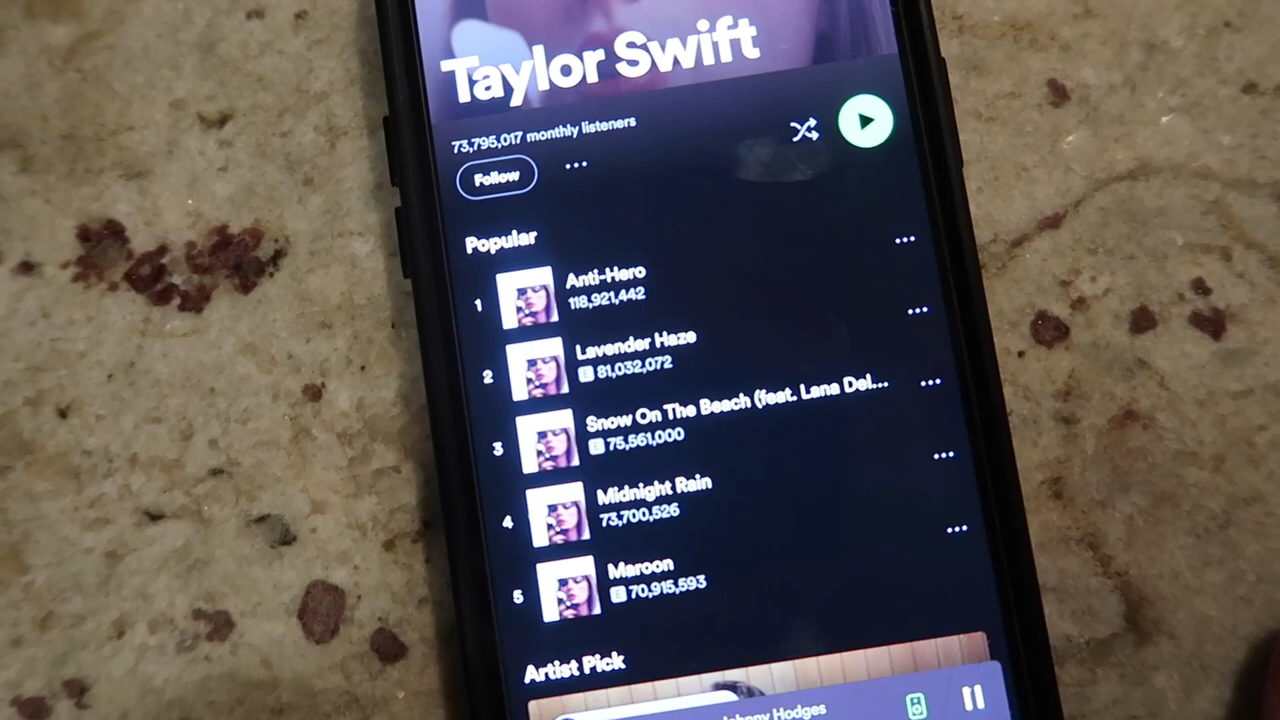 Taylor Swift
73,795,017 monthly listeners
Follow
Popular
1
Anti-Hero
118,921,442
2
Lavender Haze
E 81,032,072
3
Snow On The Beach (feat. Lana Del...
E 75,561,000
4
Midnight Rain
73,700,526
5
Maroon
E 70,915,593
Artist Pick
Johnny Hodges